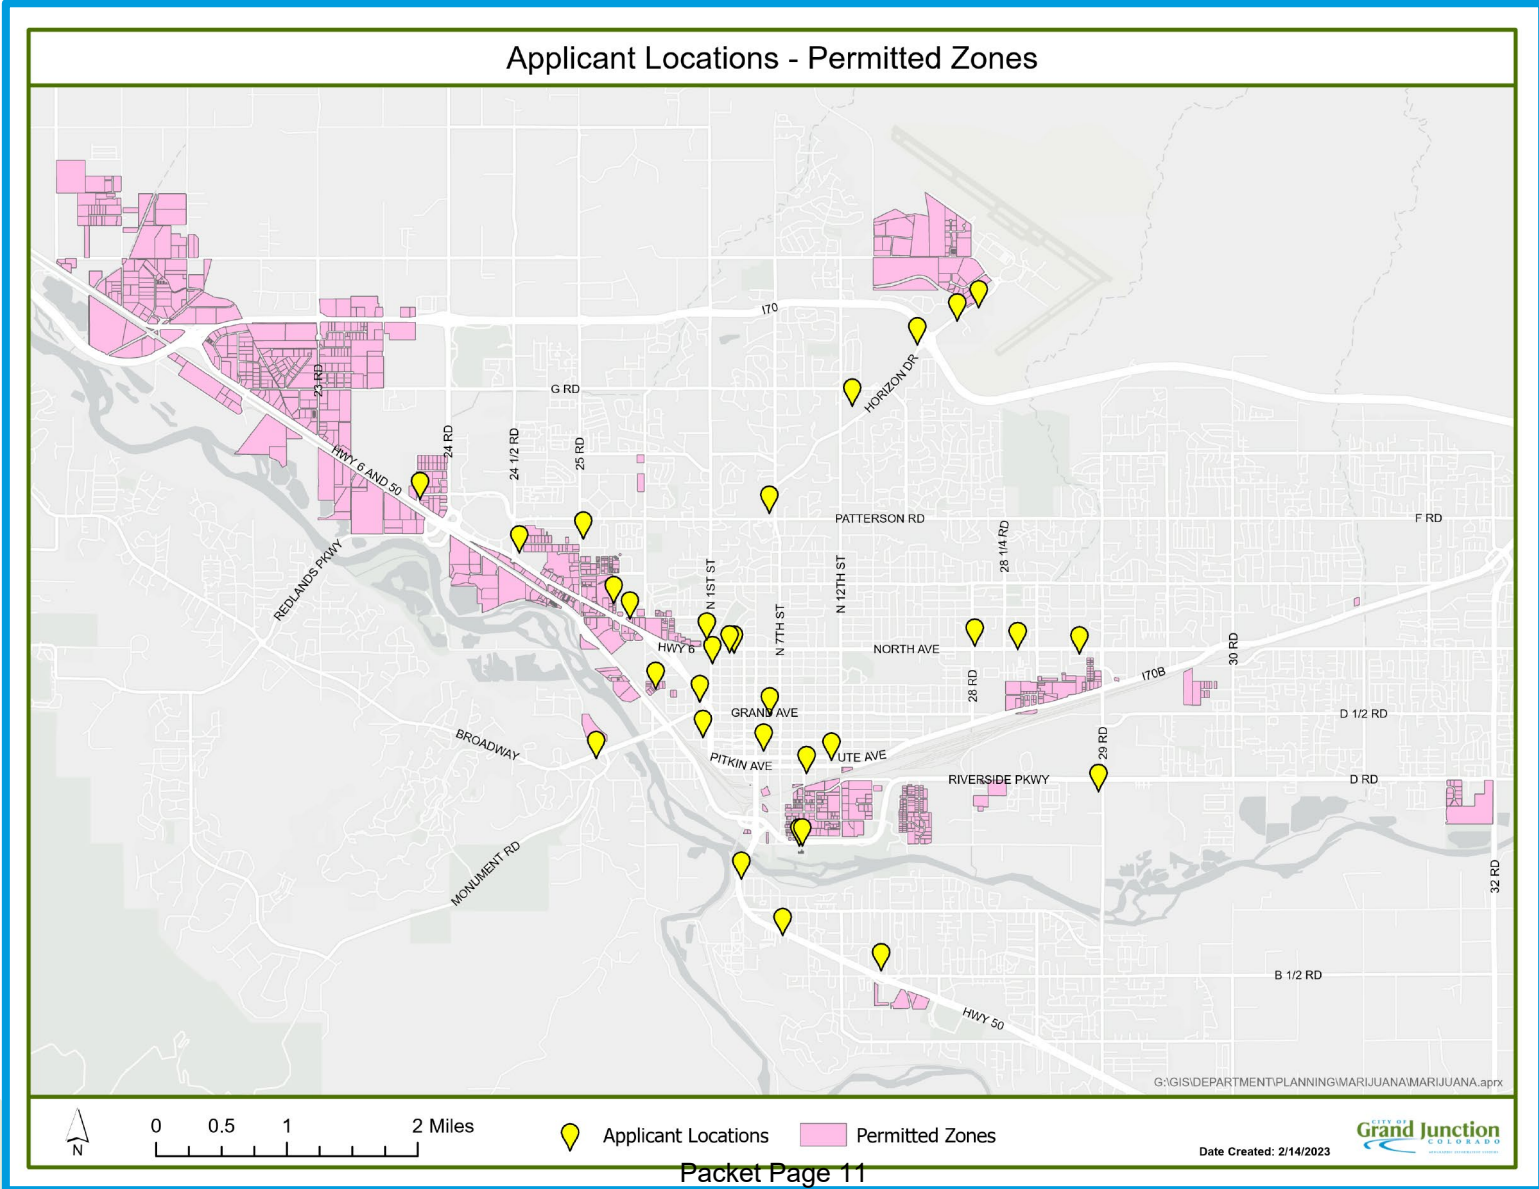 Applicant Locations - Permitted Zones
I70
HORIZON DR
G RD
23 RD
24 RD
24 1/2 RD
25 RD
HWY 6 AND 50
PATTERSON RD
F RD
28 1/4 RD
REDLANDS PKWY
N 1ST ST
N 12TH ST
N 7TH ST
HWY 6
NORTH AVE
30 RD
I70B
28 RD
GRAND AVE
D 1/2 RD
BROADWAY
PITKIN AVE
UTE AVE
29 RD
RIVERSIDE PKWY
D RD
MONUMENT RD
32 RD
B 1/2 RD
HWY 50
G:\GIS\DEPARTMENT\PLANNING\MARIJUANA\MARIJUANA.aprx
N
0 0.5 1 2 Miles
Applicant Locations
Permitted Zones
Date Created: 2/14/2023
CITY OF
Grand Junction
COLORADO
Packet Page 11